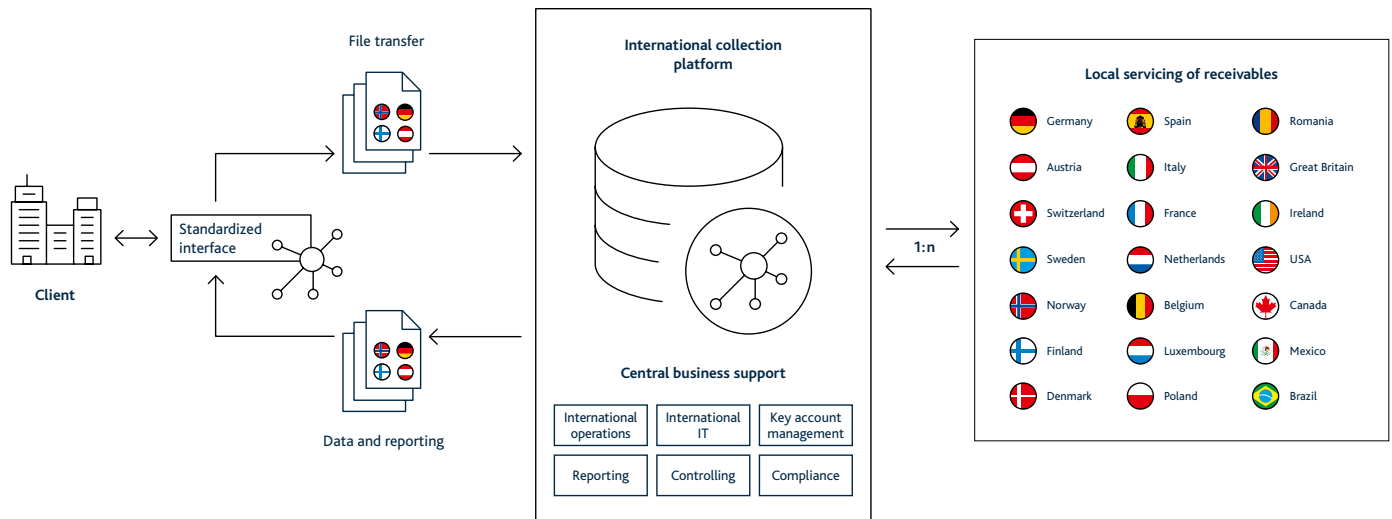 File transfer
Standardized
interface
Client
Data and reporting
International collection
platform
Central business support
International
operations
International
IT
Key account
management
Reporting
Controlling
Compliance
1:n
Local servicing of receivables
Germany
Spain
Romania
Austria
Italy
Great Britain
Switzerland
France
Ireland
Sweden
Netherlands
USA
Norway
Belgium
Canada
Finland
Luxembourg
Mexico
Denmark
Poland
Brazil